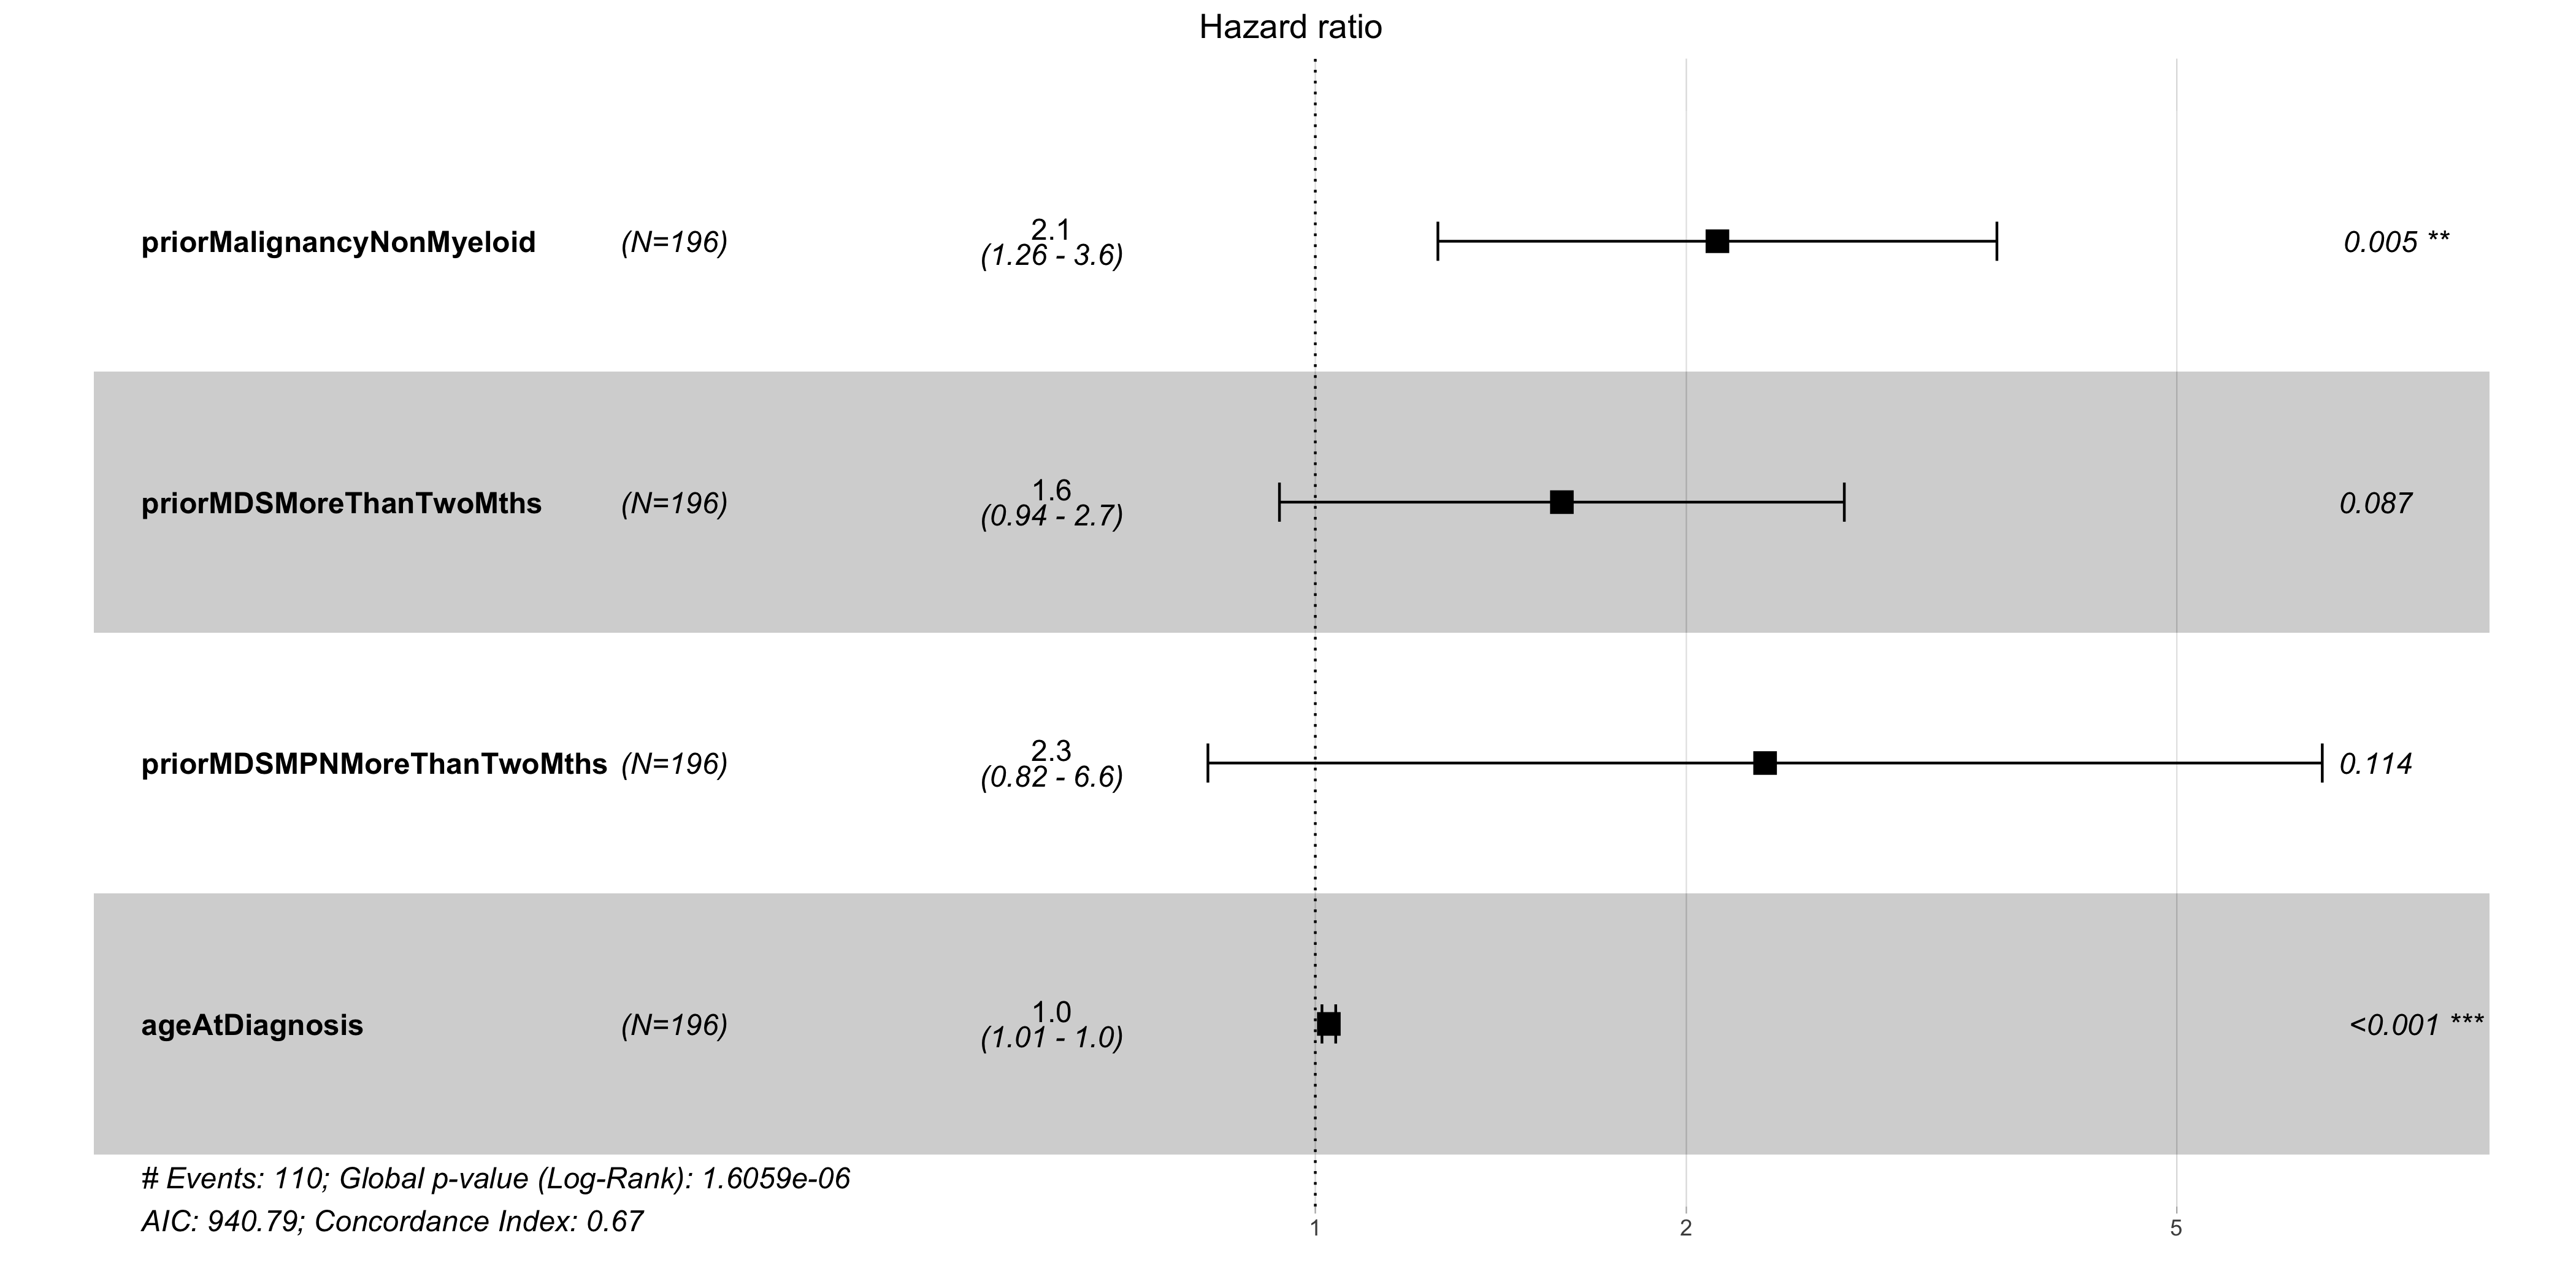 Hazard ratio
priorMalignancyNonMyeloid (N=196) 2.1 0.005 **
(1.26 - 3.6)
priorMDSMoreThanTwoMths (N=196) 1.6 0.087
(0.94 - 2.7)
priorMDSMPNMoreThanTwoMths (N=196) 2.3 0.114
(0.82 - 6.6)
ageAtDiagnosis (N=196) 1.0 <0.001 ***
(1.01 - 1.0)
# Events: 110; Global p-value (Log-Rank): 1.6059e-06
AIC: 940.79; Concordance Index: 0.67
1 2 5